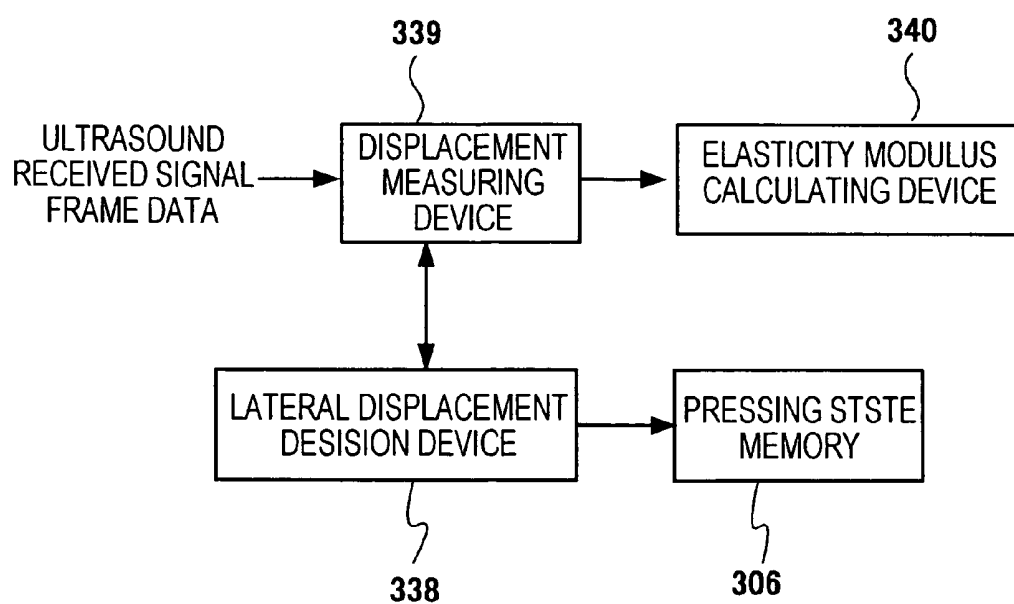 339
340
ULTRASOUND
RECEIVED SIGNAL
FRAME DATA
DISPLACEMENT
MEASURING
DEVICE
ELASTICITY MODULUS
CALCULATING DEVICE
LATERAL DISPLACEMENT
DESISION DEVICE
PRESSING STSTE
MEMORY
338
306